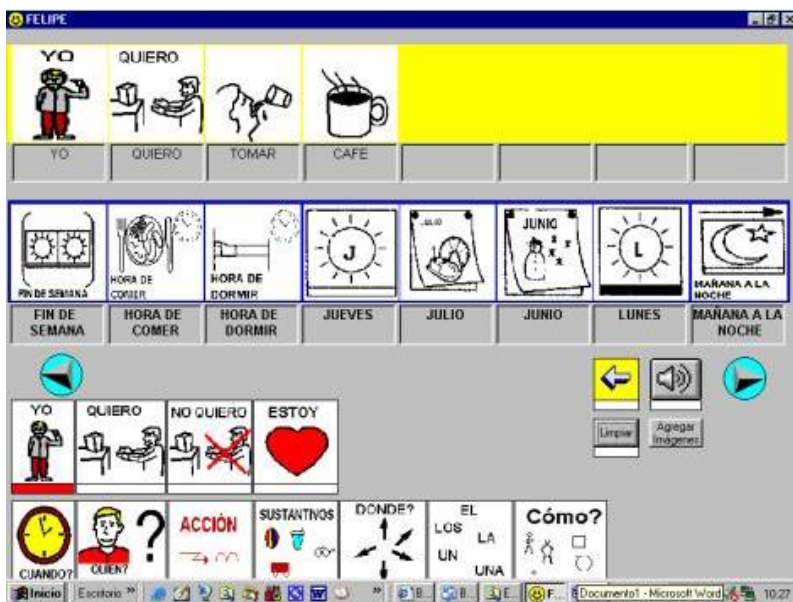 FELIPE
YO QUIERO
YO QUIERO TOMAR CAFE
JULIO JUNIO
J L
FIN DE SEMANA HORA DE COMER HORA DE DORMIR MAÑANA A LA NOCHE
FIN DE SEMANA HORA DE COMER HORA DE DORMIR JUEVES JULIO JUNIO LUNES MAÑANA A LA NOCHE
YO QUIERO NO QUIERO ESTOY
Limpiar Agregar Imágenes
CUANDO? QUIEN? ACCIÓN SUSTANTIVOS DONDE? EL LOS LA UN UNA Cómo?
Inicio Escritorio » » B... B... E... F... Documento1 - Microsoft Word 10:27